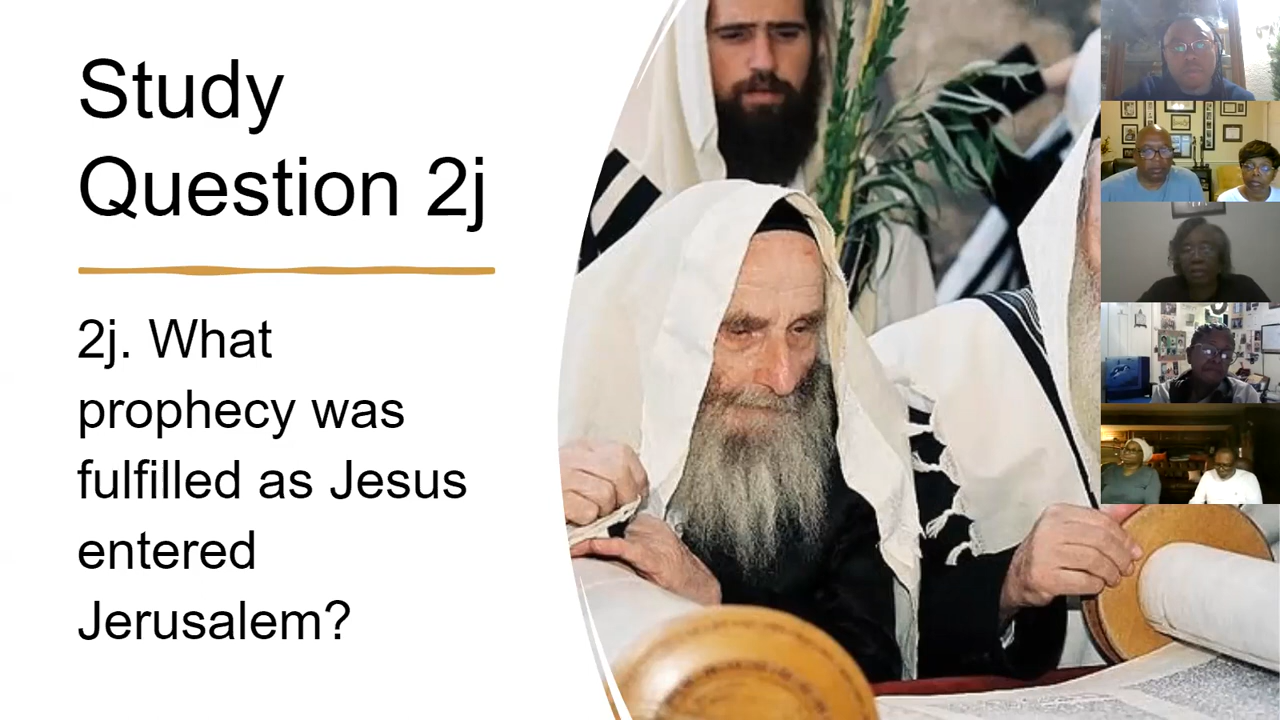 Study
Question 2j
2j. What
prophecy was
fulfilled as Jesus
entered
Jerusalem?